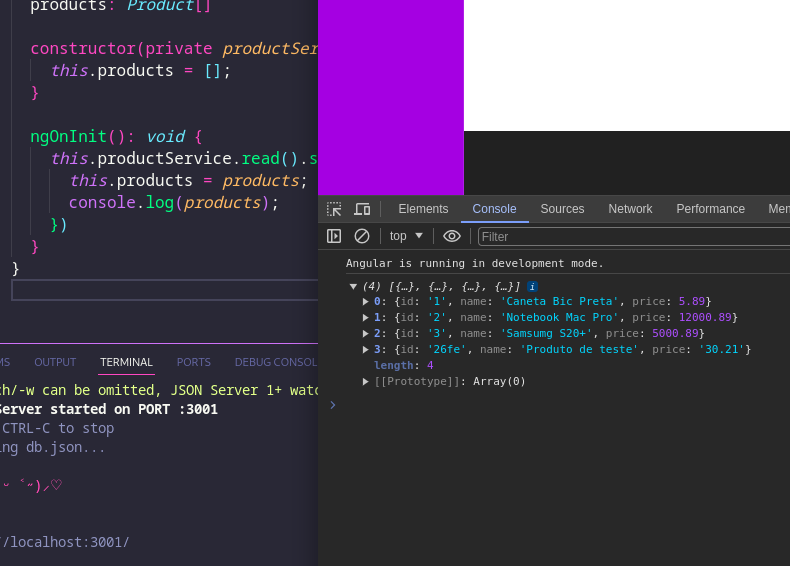 products: Product[]
constructor(private productSer
this.products = [];
}
ngOnInit(): void {
this.productService.read().s
this.products = products;
console.log(products);
})
}
}
MS OUTPUT TERMINAL PORTS DEBUG CONSOL
ch/-w can be omitted, JSON Server 1+ watc
Server started on PORT :3001
CTRL-C to stop
ing db.json...
//localhost:3001/
Elements Console Sources Network Performance Mem
top Filter
Angular is running in development mode.
(4) [{…}, {…}, {…}, {…}] i
0: {id: '1', name: 'Caneta Bic Preta', price: 5.89}
1: {id: '2', name: 'Notebook Mac Pro', price: 12000.89}
2: {id: '3', name: 'Samsumg S20+', price: 5000.89}
3: {id: '26fe', name: 'Produto de teste', price: '30.21'}
length: 4
[[Prototype]]: Array(0)